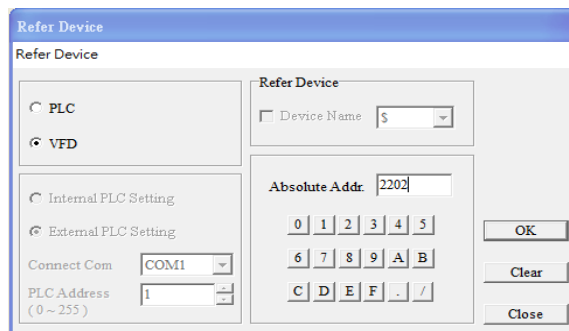 Refer Device
Refer Device
PLC
VFD
Internal PLC Setting
External PLC Setting
Connect Com COM1
PLC Address 1
( 0 ~ 255 )
Refer Device
Device Name $
Absolute Addr. 2202
0 1 2 3 4 5
6 7 8 9 A B
C D E F . /
OK
Clear
Close